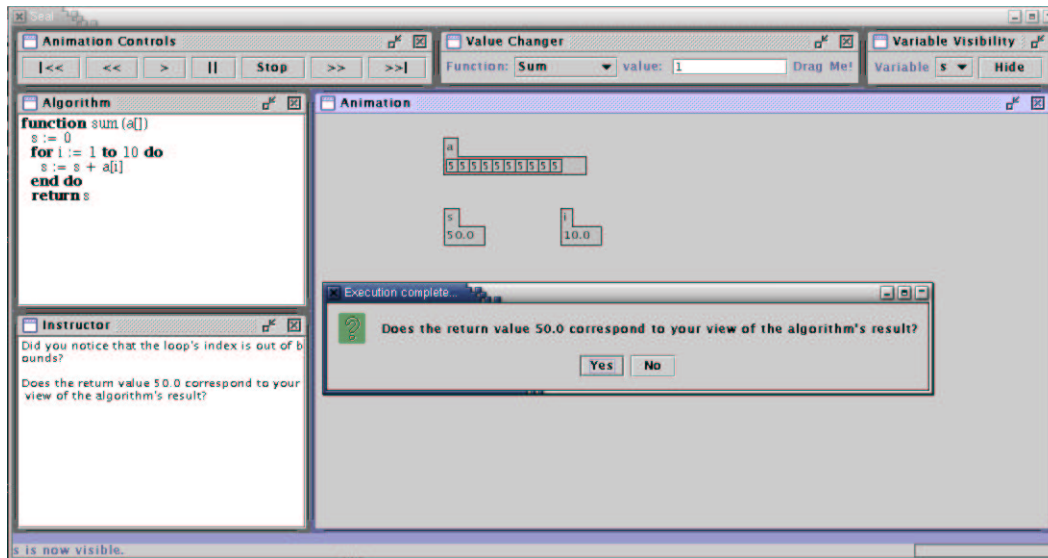 Animation Controls
|<< << > || Stop >> >>|
Value Changer
Function: Sum value: 1 Drag Me!
Variable Visibility
Variable s Hide
Algorithm
function sum (a[])
s := 0
for i := 1 to 10 do
s := s + a[i]
end do
return s
Animation
a
5 5 5 5 5 5 5 5 5 5
s
50.0
i
10.0
Execution complete...
Does the return value 50.0 correspond to your view of the algorithm's result?
Yes No
Instructor
Did you notice that the loop's index is out of b
ounds?
Does the return value 50.0 correspond to your
view of the algorithm's result?
s is now visible.